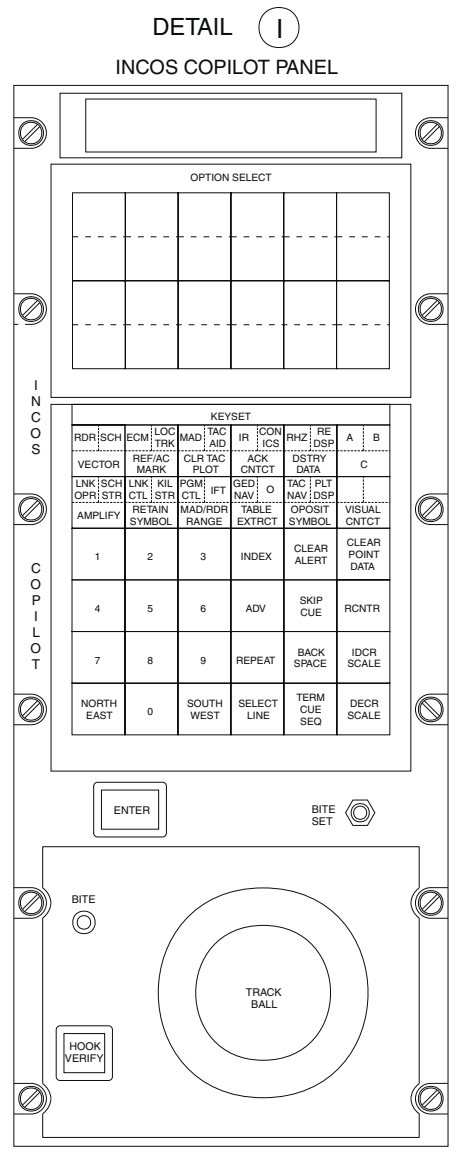 DETAIL I
INCOS COPILOT PANEL
OPTION SELECT
INCOS
COPILOT
KEYSET
RDR SCH ECM LOC TRK MAD TAC AID IR CON ICS RHZ RE DSP A B
VECTOR REF/AC MARK CLR TAC PLOT ACK CNTCT DSTRY DATA C
LNK OPR SCH STR LNK CTL KIL STR PGM CTL IFT GED NAV O TAC NAV PLT DSP
AMPLIFY RETAIN SYMBOL MAD/RDR RANGE TABLE EXTRCT OPOSIT SYMBOL VISUAL CNTCT
1 2 3 INDEX CLEAR ALERT CLEAR POINT DATA
4 5 6 ADV SKIP CUE RCNTR
7 8 9 REPEAT BACK SPACE IDCR SCALE
NORTH EAST 0 SOUTH WEST SELECT LINE TERM CUE SEQ DECR SCALE
ENTER
BITE SET
BITE
TRACK BALL
HOOK VERIFY